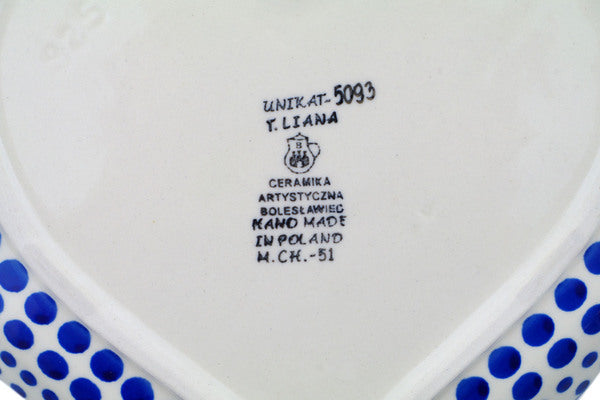 UNIKAT-5093
T. LIANA
B
CERAMIKA
ARTYSTYCZNA
BOLESŁAWIEC
HAND MADE
IN POLAND
M.CH.-51